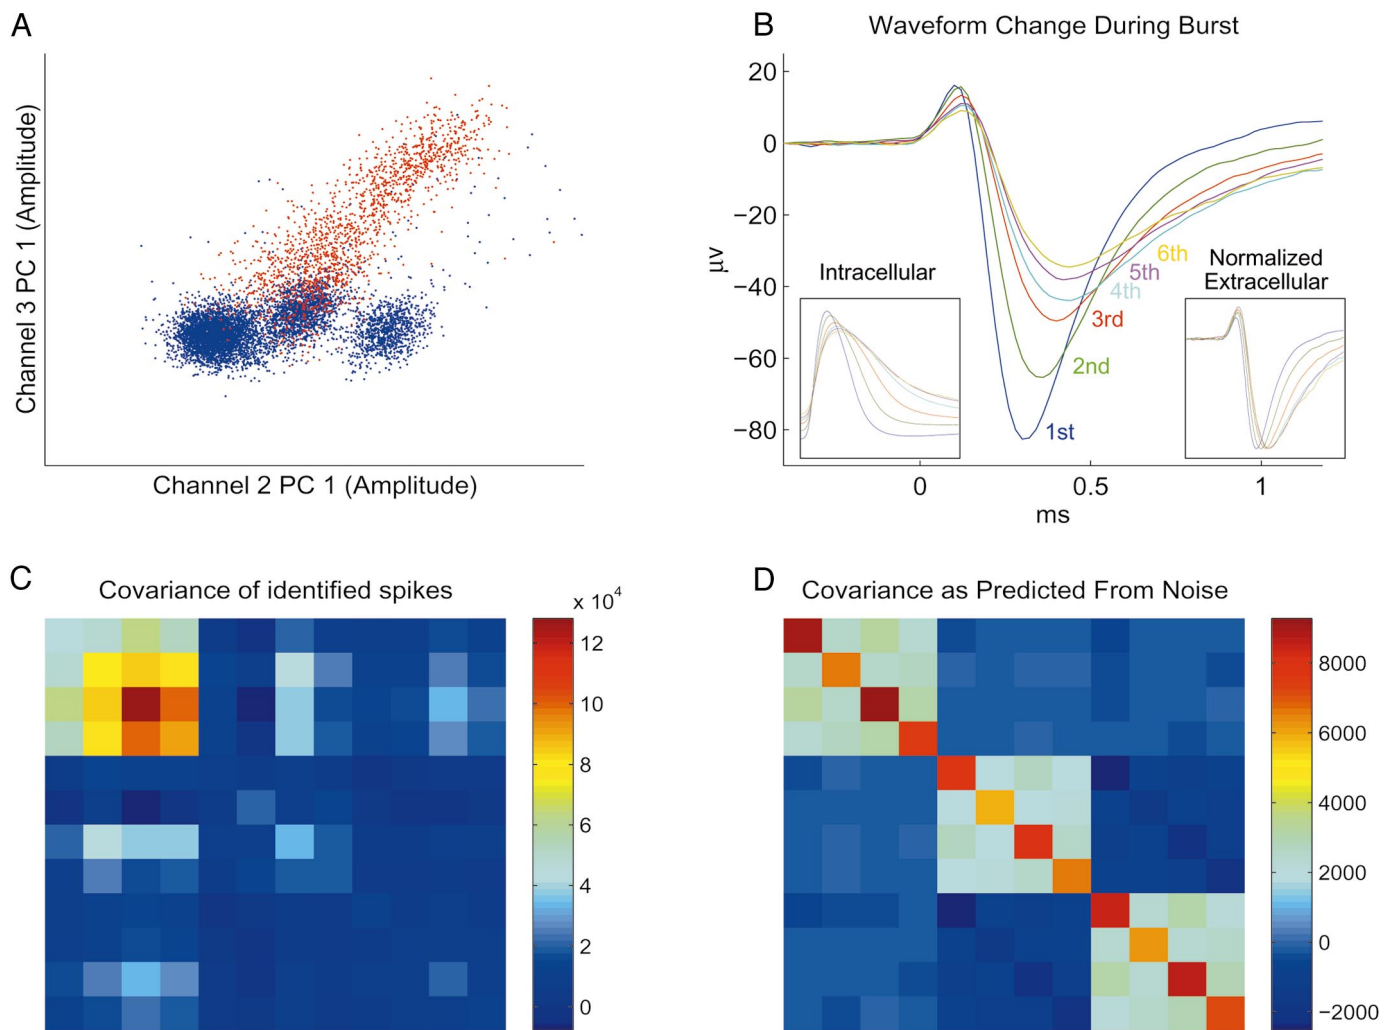 A
Channel 3 PC 1 (Amplitude)
Channel 2 PC 1 (Amplitude)
B
Waveform Change During Burst
20
0
−20
−40
−60
−80
μv
Intracellular
Normalized
Extracellular
6th
5th
4th
3rd
2nd
1st
0
0.5
1
ms
C
Covariance of identified spikes
x 10⁴
12
10
8
6
4
2
0
D
Covariance as Predicted From Noise
8000
6000
4000
2000
0
−2000